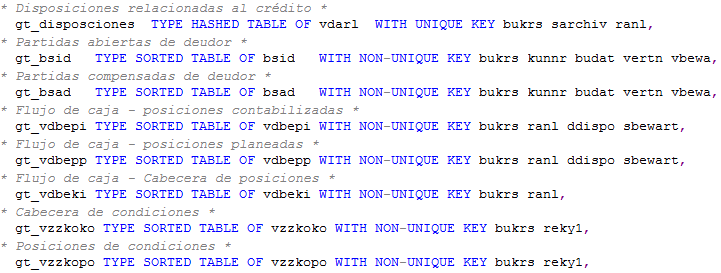 * Disposciones relacionadas al crédito *
gt_disposciones TYPE HASHED TABLE OF vdarl WITH UNIQUE KEY bukrs sarchiv ranl,
* Partidas abiertas de deudor *
gt_bsid TYPE SORTED TABLE OF bsid WITH NON-UNIQUE KEY bukrs kunnr budat vertn vbewa,
* Partidas compensadas de deudor *
gt_bsad TYPE SORTED TABLE OF bsad WITH NON-UNIQUE KEY bukrs kunnr budat vertn vbewa,
* Flujo de caja - posiciones contabilizadas *
gt_vdbepi TYPE SORTED TABLE OF vdbepi WITH NON-UNIQUE KEY bukrs ranl ddispo sbewart,
* Flujo de caja - posiciones planeadas *
gt_vdbepp TYPE SORTED TABLE OF vdbepp WITH NON-UNIQUE KEY bukrs ranl ddispo sbewart,
* Flujo de caja - Cabecera de posiciones *
gt_vdbeki TYPE SORTED TABLE OF vdbeki WITH NON-UNIQUE KEY bukrs ranl,
* Cabecera de condiciones *
gt_vzzkoko TYPE SORTED TABLE OF vzzkoko WITH NON-UNIQUE KEY bukrs reky1,
* Posiciones de condiciones *
gt_vzzkopo TYPE SORTED TABLE OF vzzkopo WITH NON-UNIQUE KEY bukrs reky1,